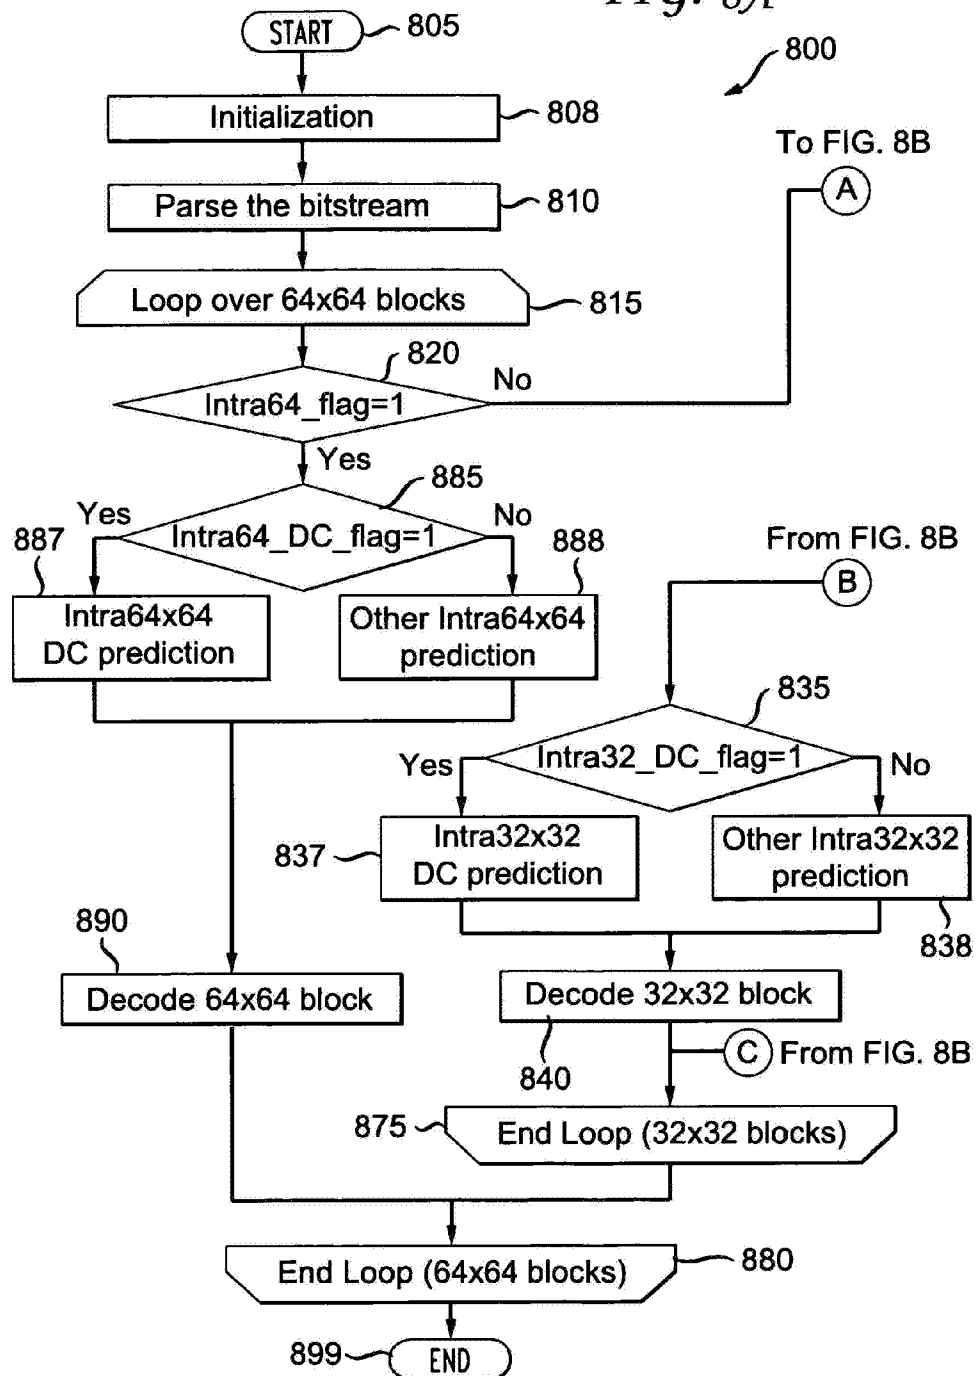 Fig. 8A
START
805
800
Initialization
808
To FIG. 8B
A
Parse the bitstream
810
Loop over 64x64 blocks
815
820
Intra64_flag=1
No
Yes
885
Yes
Intra64_DC_flag=1
No
887
888
From FIG. 8B
B
Intra64x64
DC prediction
Other Intra64x64
prediction
835
Yes
Intra32_DC_flag=1
No
837
Intra32x32
DC prediction
Other Intra32x32
prediction
838
890
Decode 64x64 block
Decode 32x32 block
840
C
From FIG. 8B
875
End Loop (32x32 blocks)
End Loop (64x64 blocks)
880
899
END